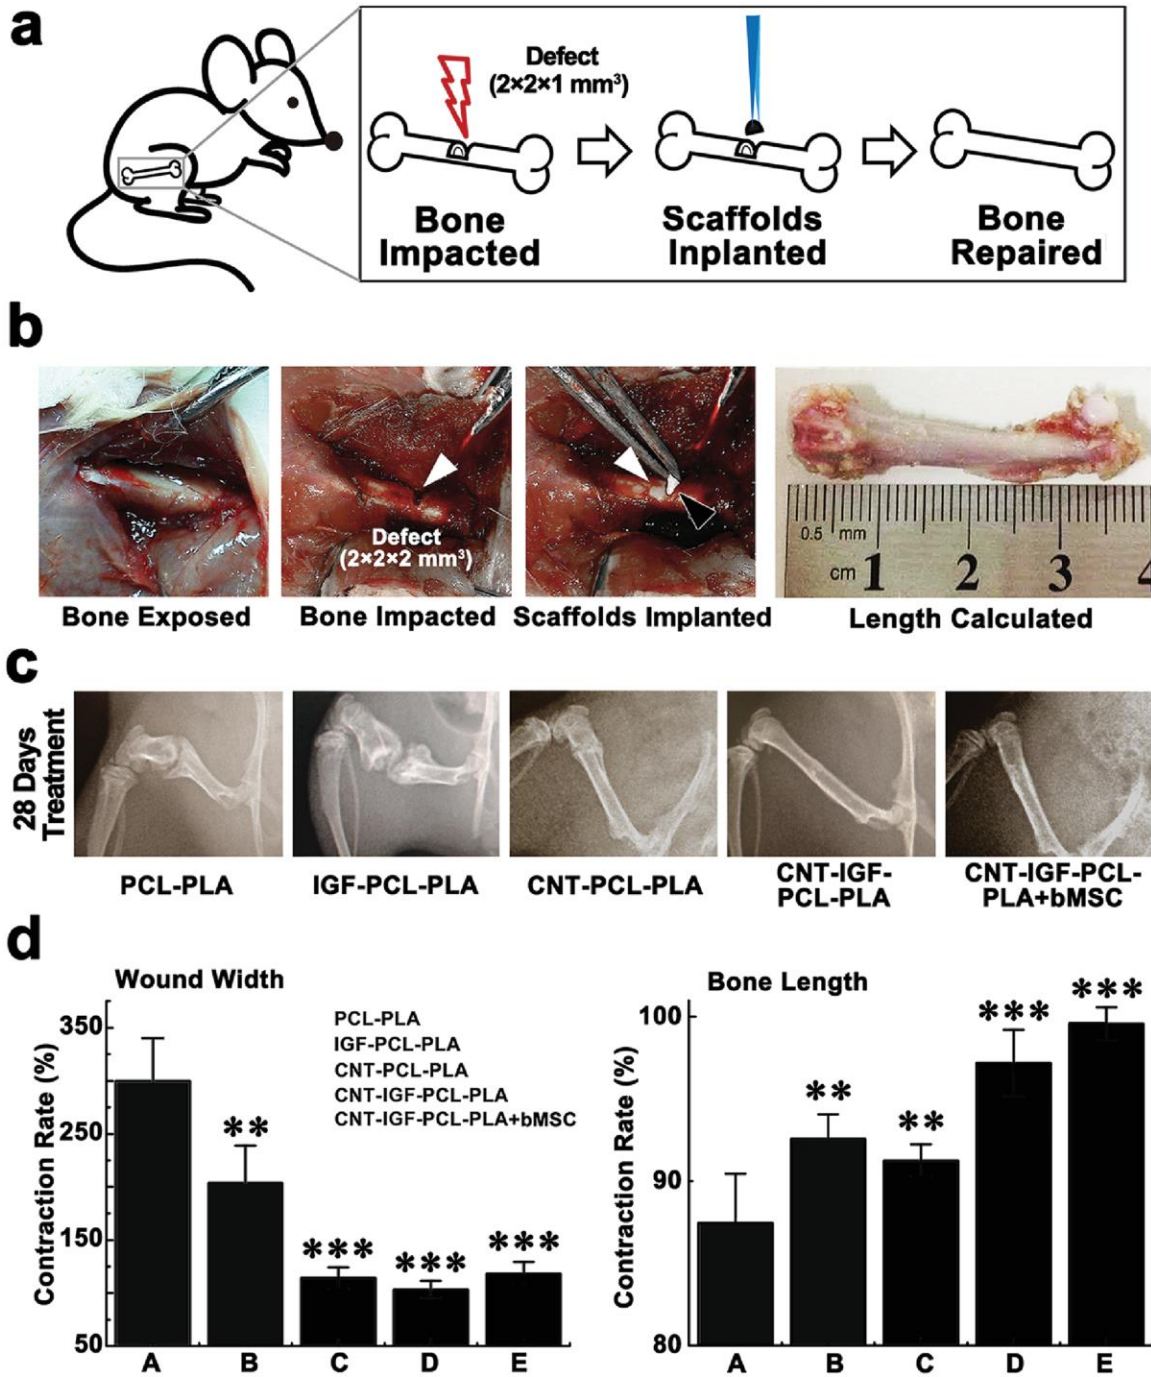 a
Defect
(2×2×1 mm³)
Bone
Impacted
Scaffolds
Inplanted
Bone
Repaired
b
Defect
(2×2×2 mm³)
0.5 mm
cm 1 2 3 4
Bone Exposed
Bone Impacted
Scaffolds Implanted
Length Calculated
c
28 Days
Treatment
PCL-PLA
IGF-PCL-PLA
CNT-PCL-PLA
CNT-IGF-
PCL-PLA
CNT-IGF-PCL-
PLA+bMSC
d
Wound Width
Contraction Rate (%)
350
250
150
50
PCL-PLA
IGF-PCL-PLA
CNT-PCL-PLA
CNT-IGF-PCL-PLA
CNT-IGF-PCL-PLA+bMSC
**
***
***
***
A B C D E
Bone Length
Contraction Rate (%)
100
90
80
**
**
***
***
A B C D E